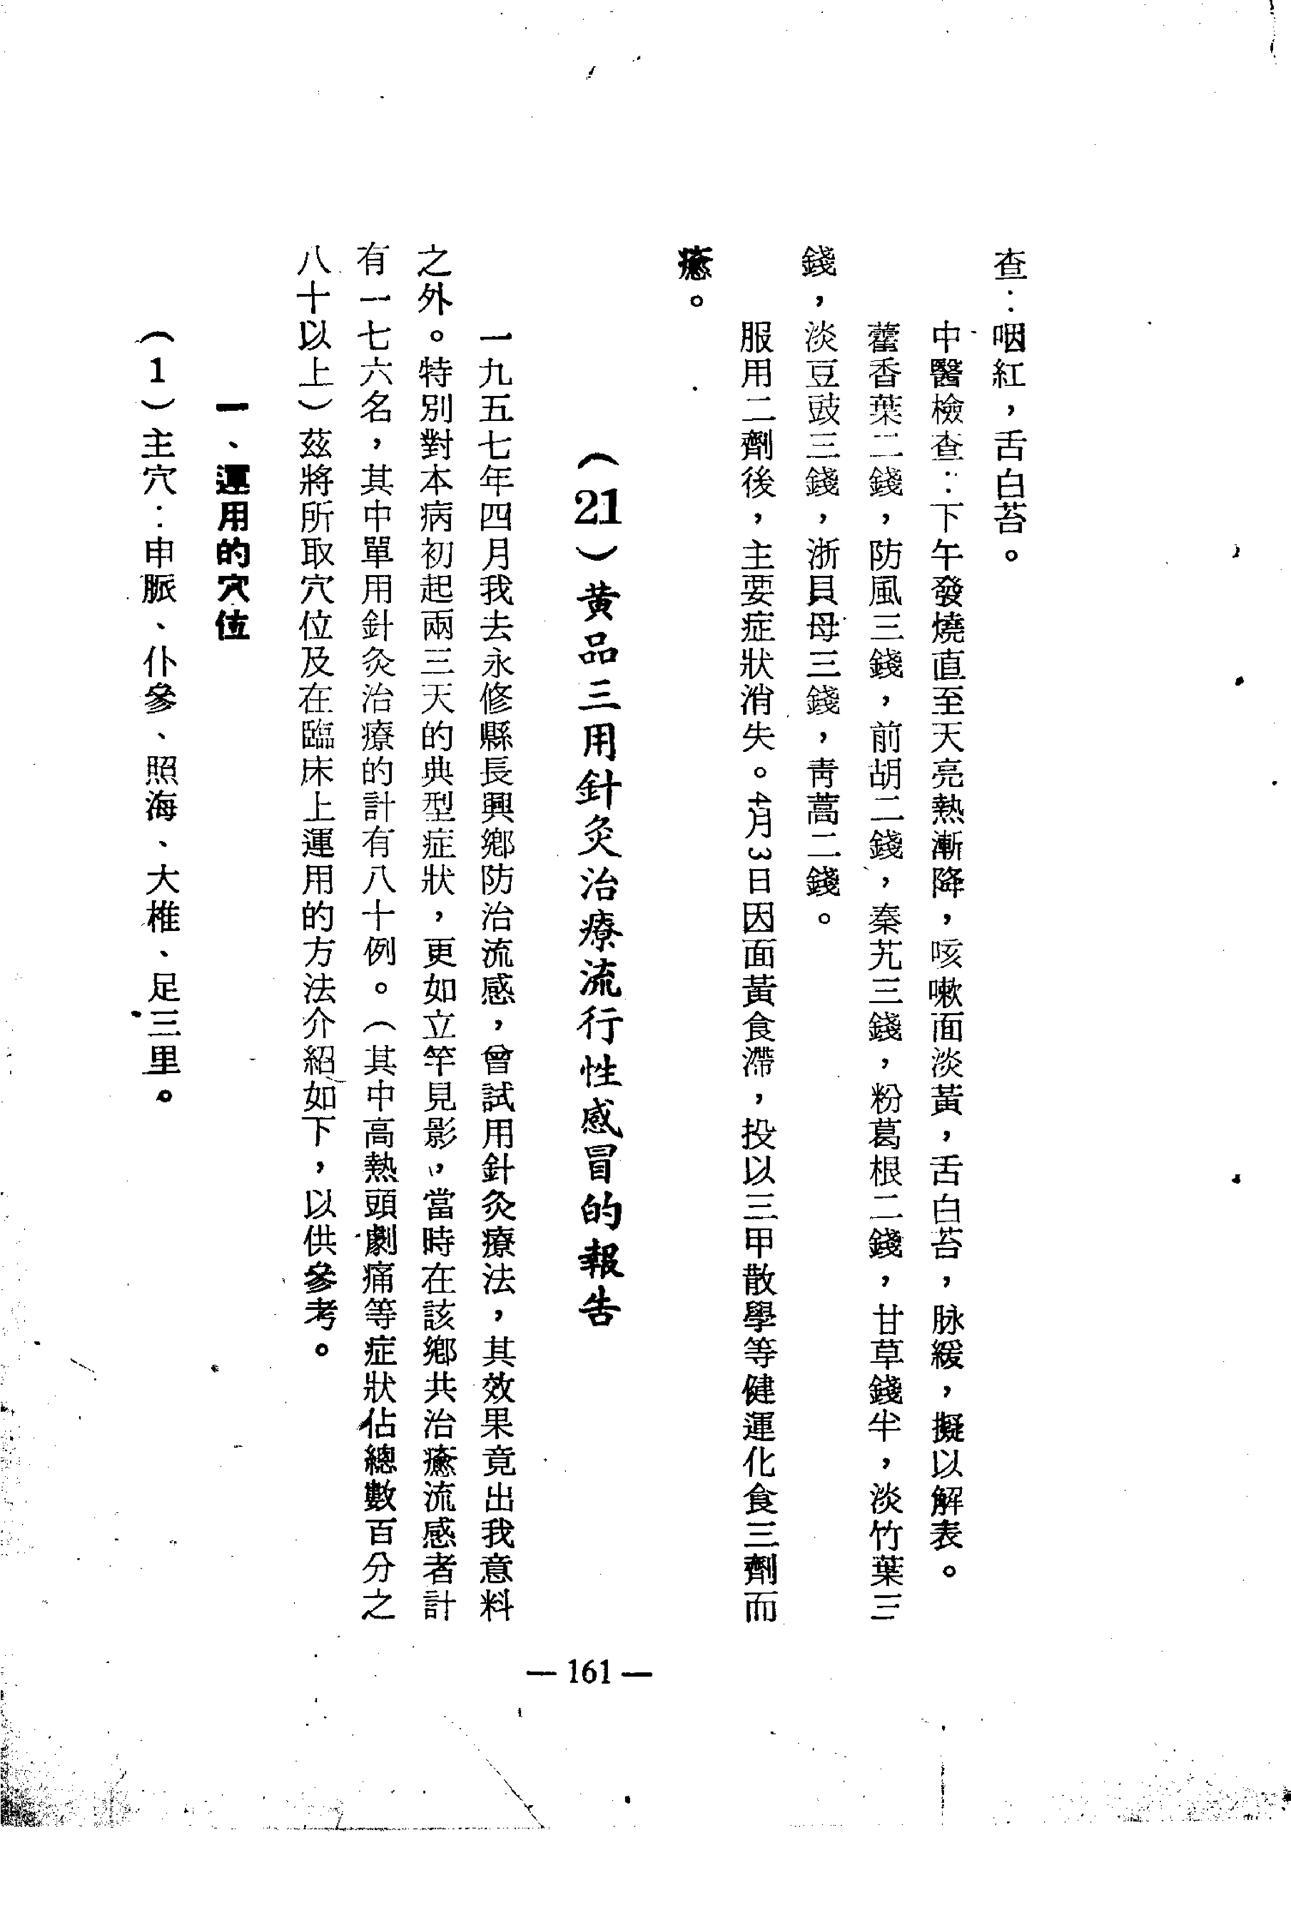 查：咽紅，舌白苔。
中醫檢查：下午發燒直至天亮熱漸降，咳嗽面淡黃，舌白苔，脉緩，擬以解表。
藿香葉二錢，防風三錢，前胡二錢，秦艽三錢，粉葛根二錢，甘草錢半，淡竹葉三
錢，淡豆豉三錢，浙貝母三錢，青蒿二錢。
服用二劑後，主要症狀消失。4月3日因面黃食滯，投以三甲散學等健運化食三劑而
癒。
（21）黄品三用針灸治療流行性感冒的報告
一九五七年四月我去永修縣長興鄉防治流感，曾試用針灸療法，其效果竟出我意料
之外。特別對本病初起兩三天的典型症狀，更如立竿見影，當時在該鄉共治癒流感者計
有一七六名，其中單用針灸治療的計有八十例。（其中高熱頭劇痛等症狀佔總數百分之
八十以上）茲將所取穴位及在臨床上運用的方法介紹如下，以供參考。
一、運用的穴位
（1）主穴：申脈、仆參、照海、大椎、足三里。
— 161 —